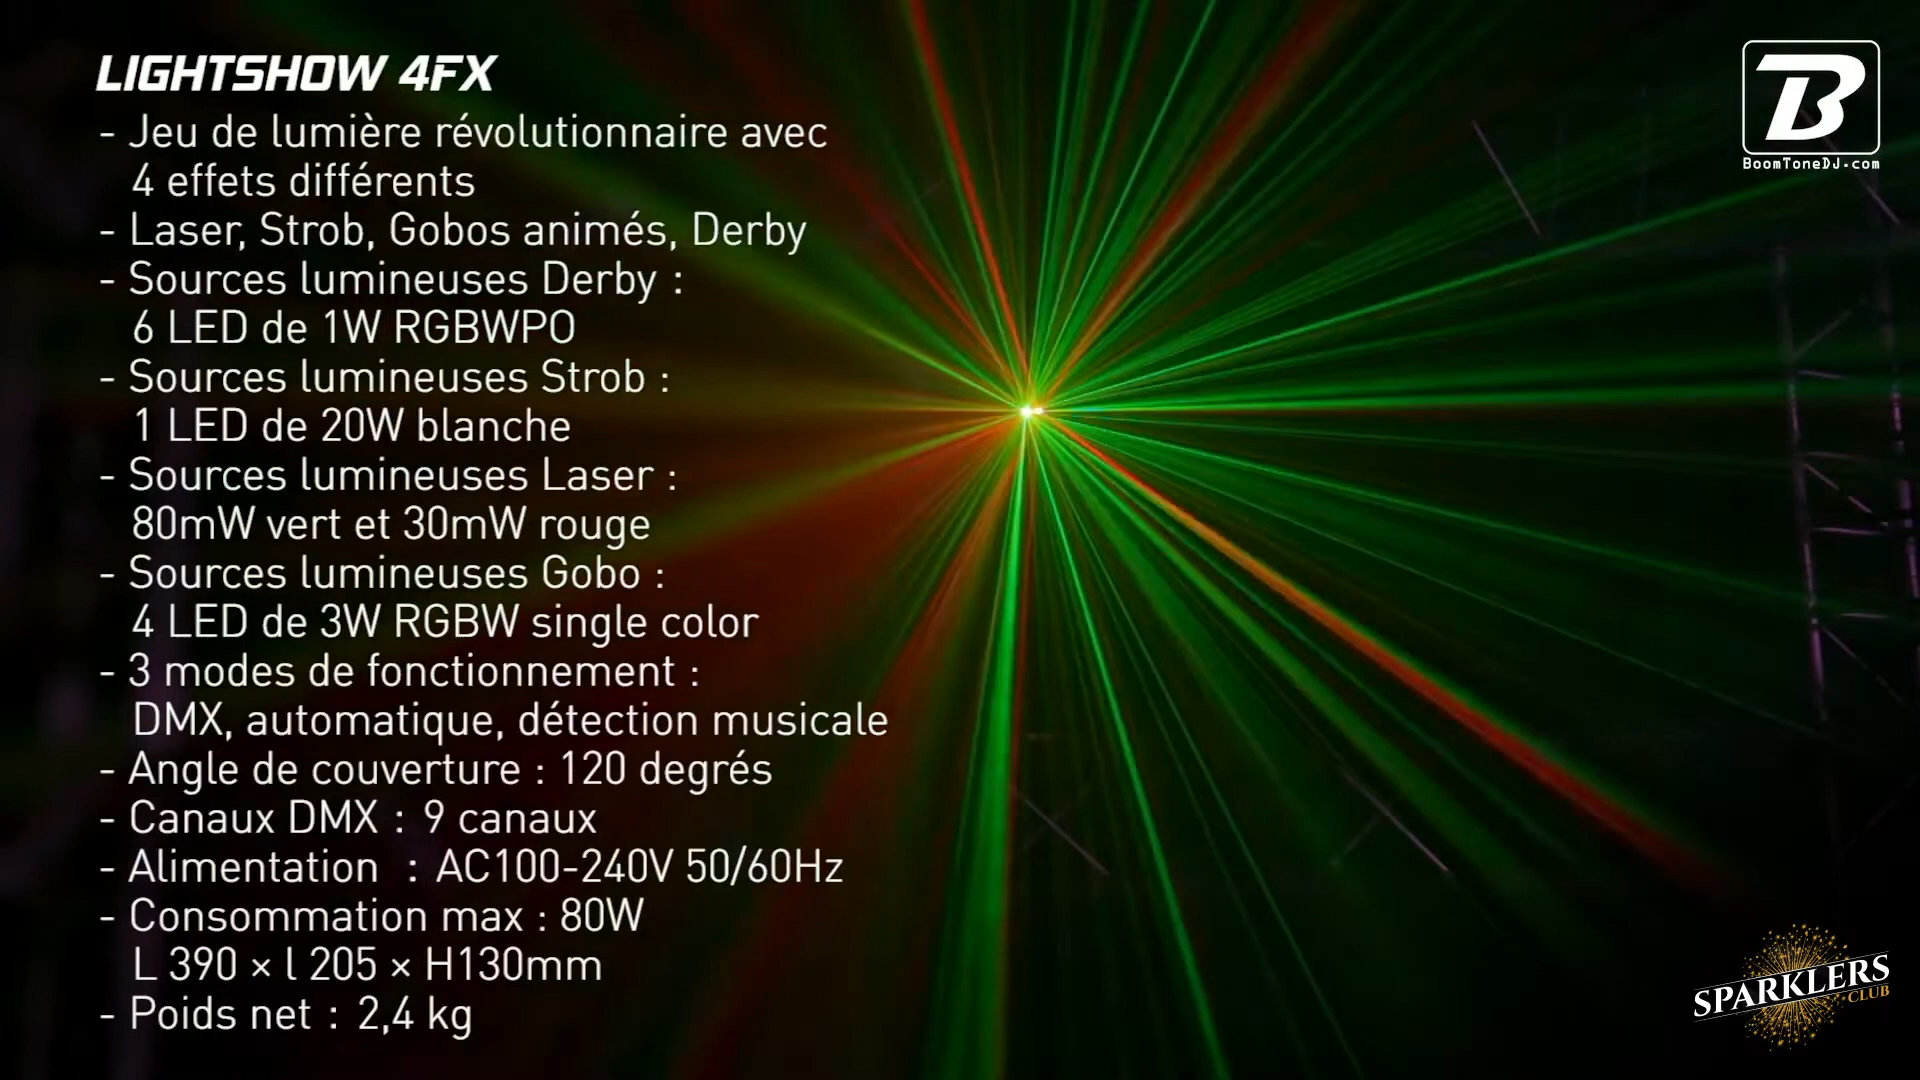 LIGHTSHOW 4FX
- Jeu de lumière révolutionnaire avec
4 effets différents
- Laser, Strob, Gobos animés, Derby
- Sources lumineuses Derby :
6 LED de 1W RGBWPO
- Sources lumineuses Strob :
1 LED de 20W blanche
- Sources lumineuses Laser :
80mW vert et 30mW rouge
- Sources lumineuses Gobo :
4 LED de 3W RGBW single color
- 3 modes de fonctionnement :
DMX, automatique, détection musicale
- Angle de couverture : 120 degrés
- Canaux DMX : 9 canaux
- Alimentation : AC100-240V 50/60Hz
- Consommation max : 80W
L 390 × l 205 × H130mm
- Poids net : 2,4 kg
B
BoomToneDJ.com
SPARKLERS
CLUB